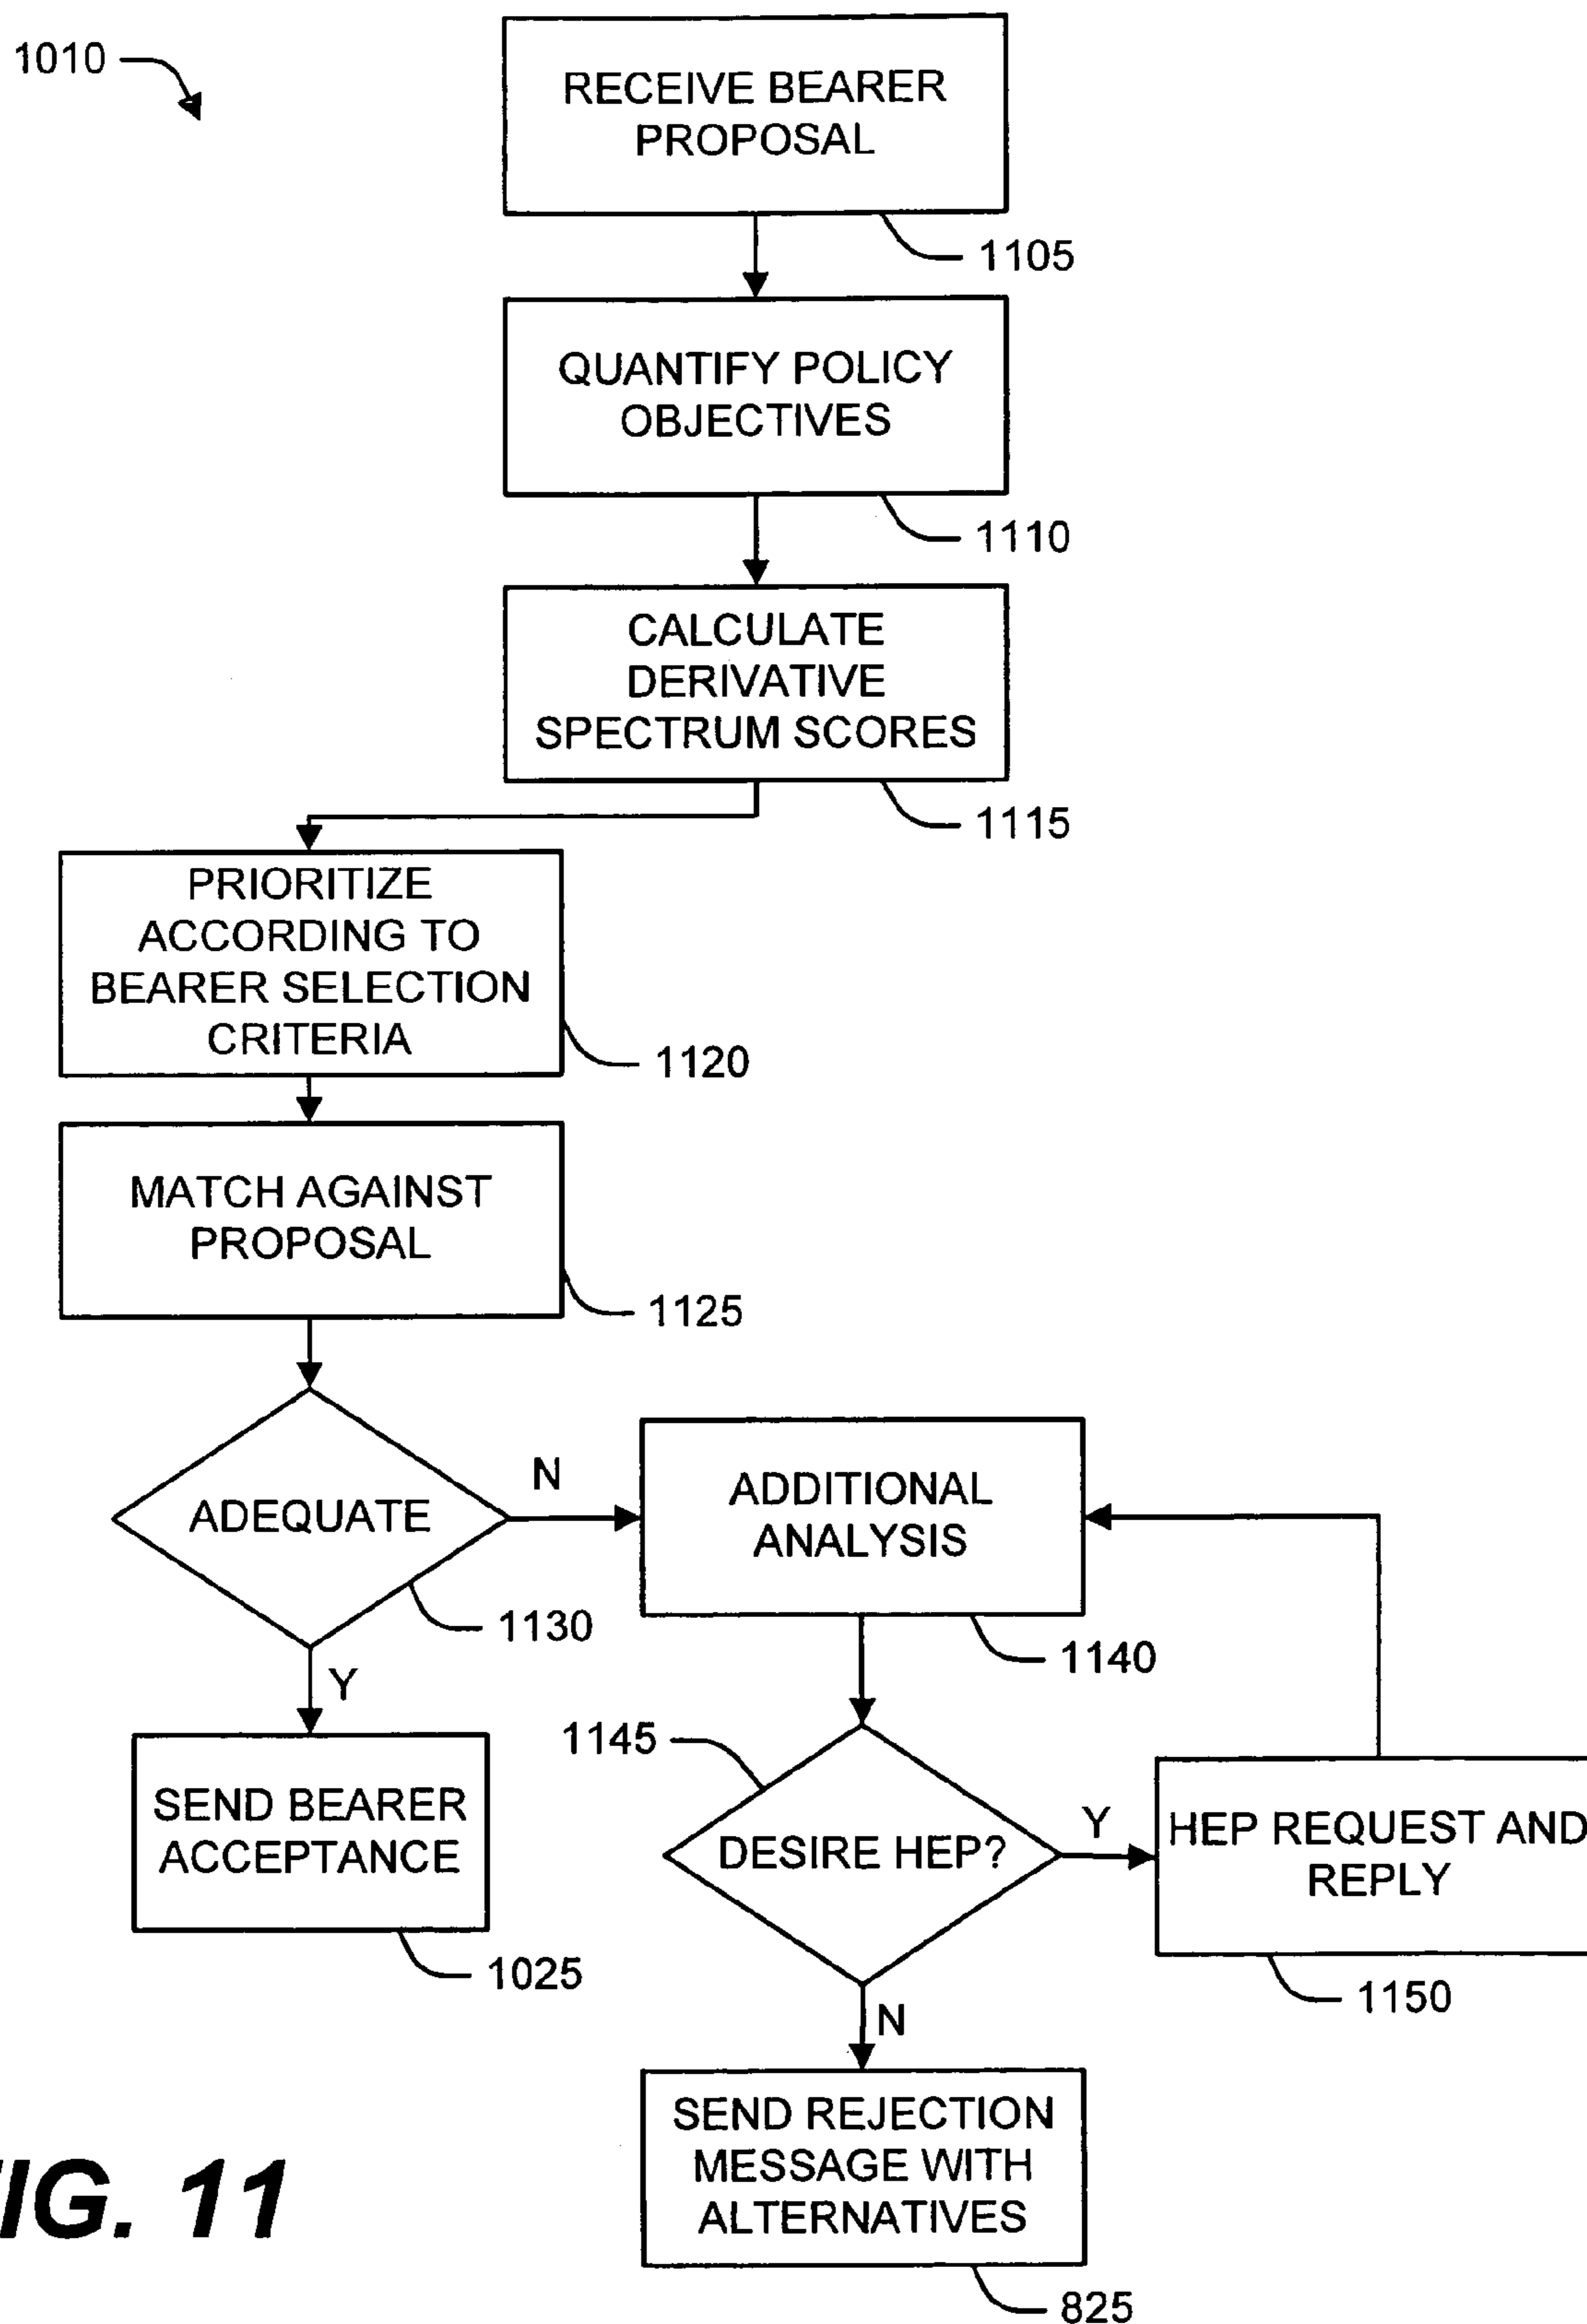 1010
RECEIVE BEARER
PROPOSAL
1105
QUANTIFY POLICY
OBJECTIVES
1110
CALCULATE
DERIVATIVE
SPECTRUM SCORES
1115
PRIORITIZE
ACCORDING TO
BEARER SELECTION
CRITERIA
1120
MATCH AGAINST
PROPOSAL
1125
ADEQUATE
N
1130
Y
ADDITIONAL
ANALYSIS
1140
SEND BEARER
ACCEPTANCE
1025
1145
DESIRE HEP?
Y
HEP REQUEST AND
REPLY
1150
N
SEND REJECTION
MESSAGE WITH
ALTERNATIVES
825
IG. 11